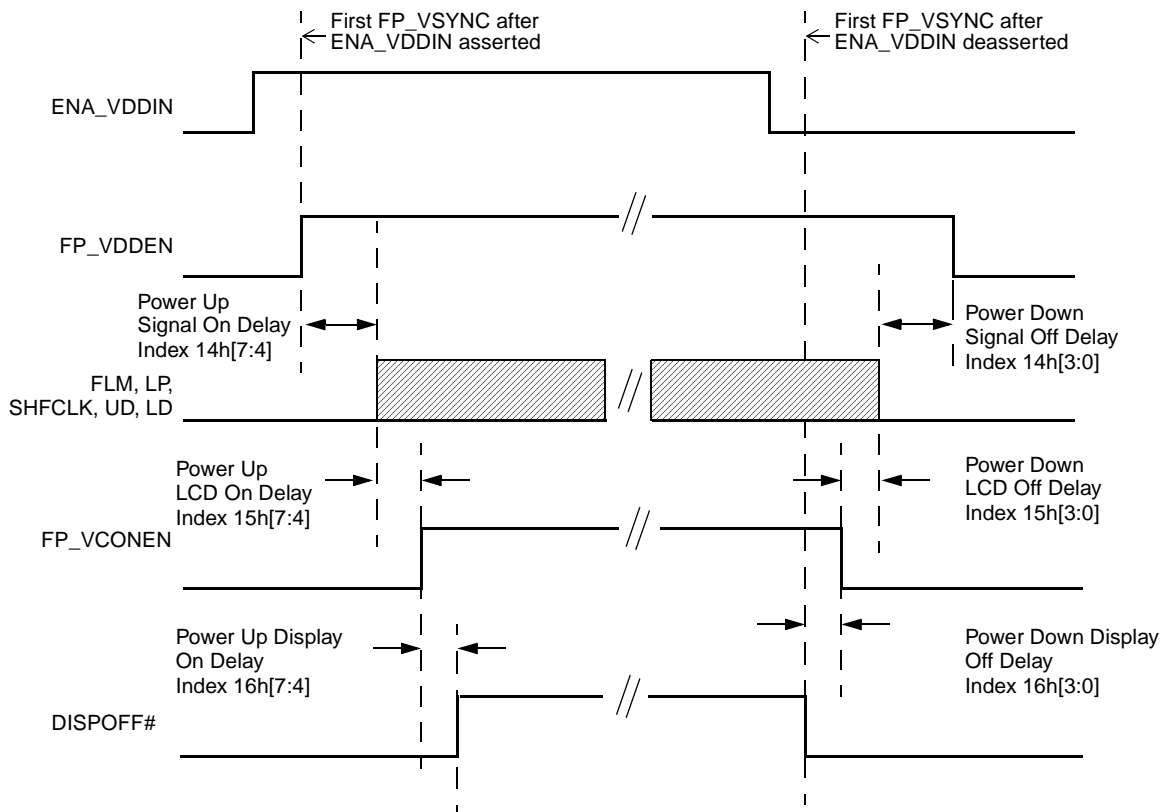 First FP_VSYNC after
ENA_VDDIN asserted
First FP_VSYNC after
ENA_VDDIN deasserted
ENA_VDDIN
FP_VDDEN
Power Up
Signal On Delay
Index 14h[7:4]
Power Down
Signal Off Delay
Index 14h[3:0]
FLM, LP,
SHFCLK, UD, LD
Power Up
LCD On Delay
Index 15h[7:4]
Power Down
LCD Off Delay
Index 15h[3:0]
FP_VCONEN
Power Up Display
On Delay
Index 16h[7:4]
Power Down Display
Off Delay
Index 16h[3:0]
DISPOFF#